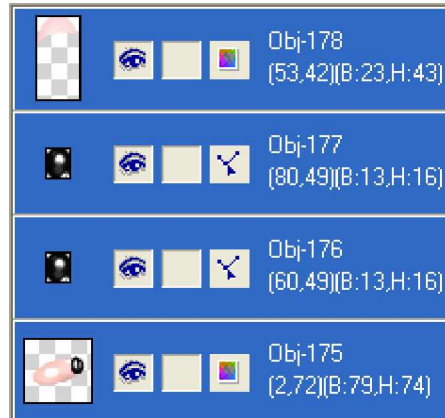 Obj-178
(53,42)(B:23,H:43)
Obj-177
(80,49)(B:13,H:16)
Obj-176
(60,49)(B:13,H:16)
Obj-175
(2,72)(B:79,H:74)